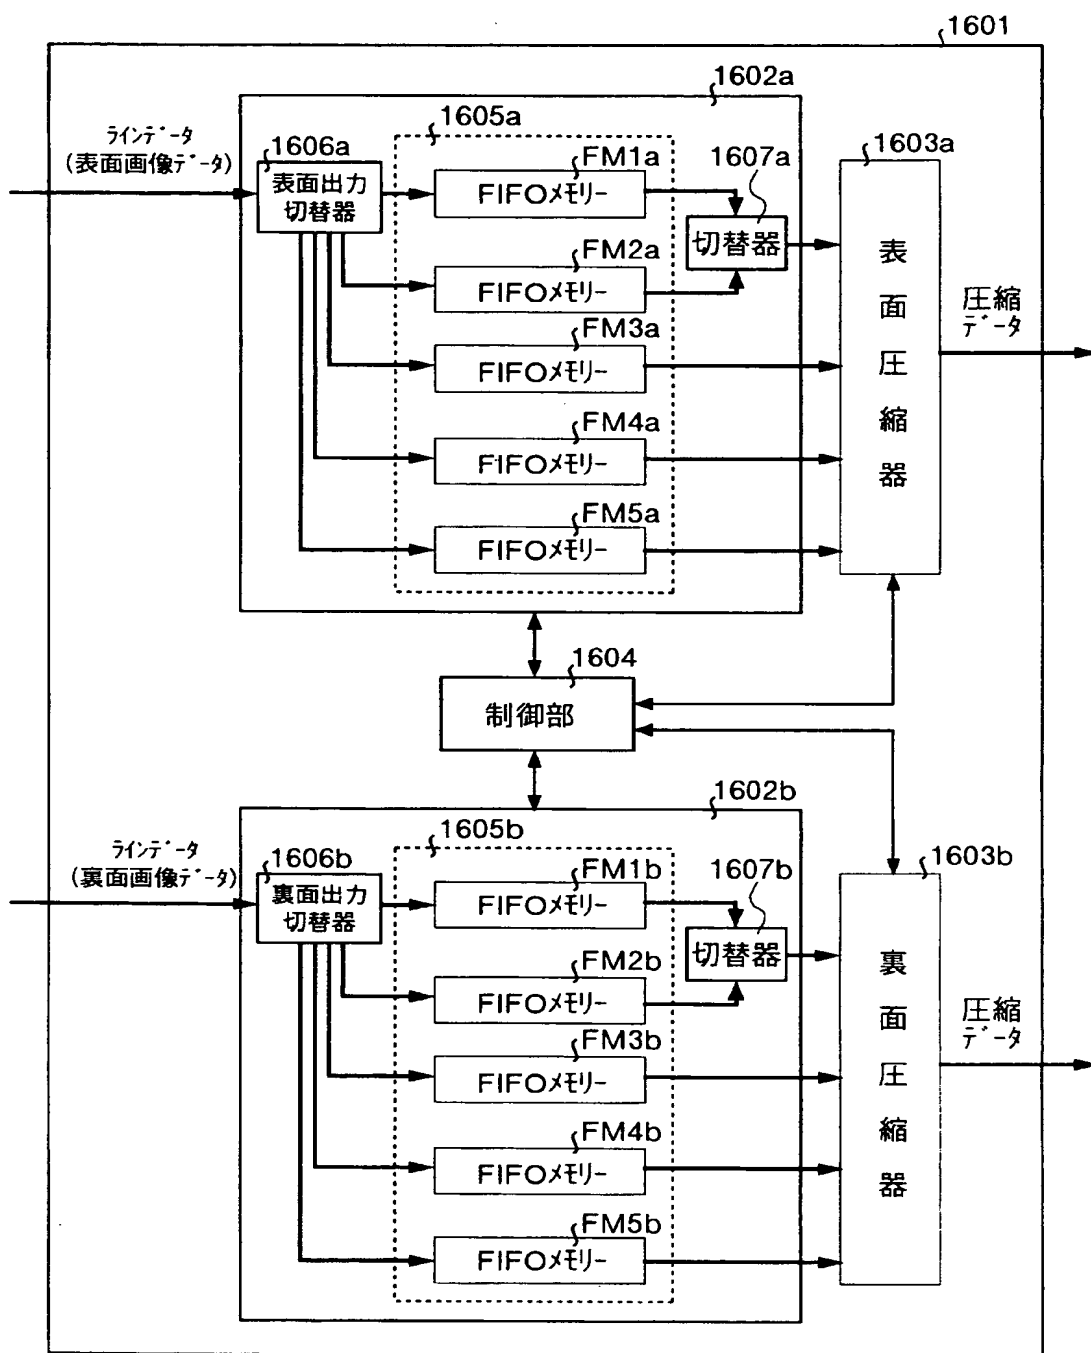 1601
1602a
1605a
ラインデータ
(表面画像データ)
1606a
表面出力
切替器
FM1a
FIFOメモリー
1607a
切替器
1603a
表面圧縮器
FM2a
FIFOメモリー
FM3a
FIFOメモリー
圧縮
データ
FM4a
FIFOメモリー
FM5a
FIFOメモリー
1604
制御部
1602b
1605b
ラインデータ
(裏面画像データ)
1606b
裏面出力
切替器
FM1b
FIFOメモリー
1607b
切替器
1603b
裏面圧縮器
FM2b
FIFOメモリー
FM3b
FIFOメモリー
圧縮
データ
FM4b
FIFOメモリー
FM5b
FIFOメモリー